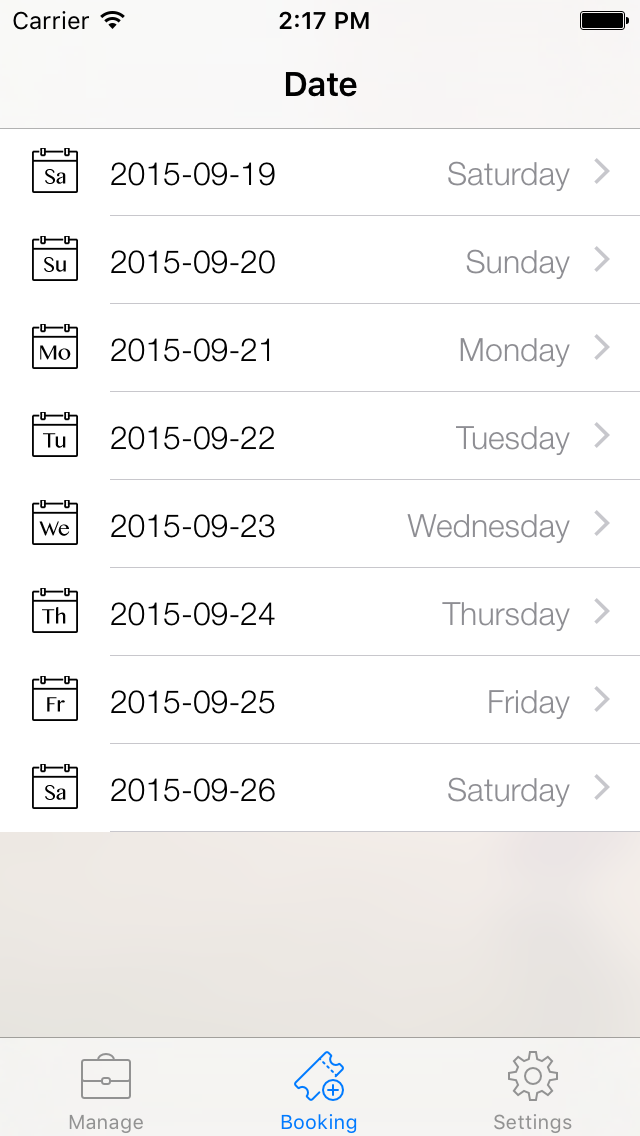 Carrier 2:17 PM
Date
Sa 2015-09-19 Saturday
Su 2015-09-20 Sunday
Mo 2015-09-21 Monday
Tu 2015-09-22 Tuesday
We 2015-09-23 Wednesday
Th 2015-09-24 Thursday
Fr 2015-09-25 Friday
Sa 2015-09-26 Saturday
Manage Booking Settings